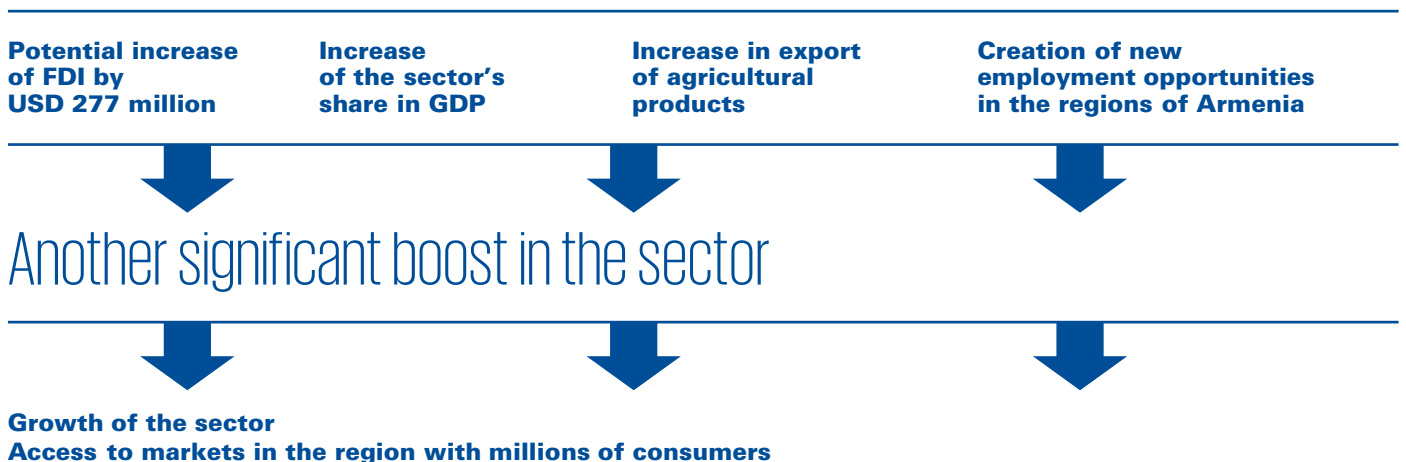 Potential increase
of FDI by
USD 277 million
Increase
of the sector's
share in GDP
Increase in export
of agricultural
products
Creation of new
employment opportunities
in the regions of Armenia
Another significant boost in the sector
Growth of the sector
Access to markets in the region with millions of consumers